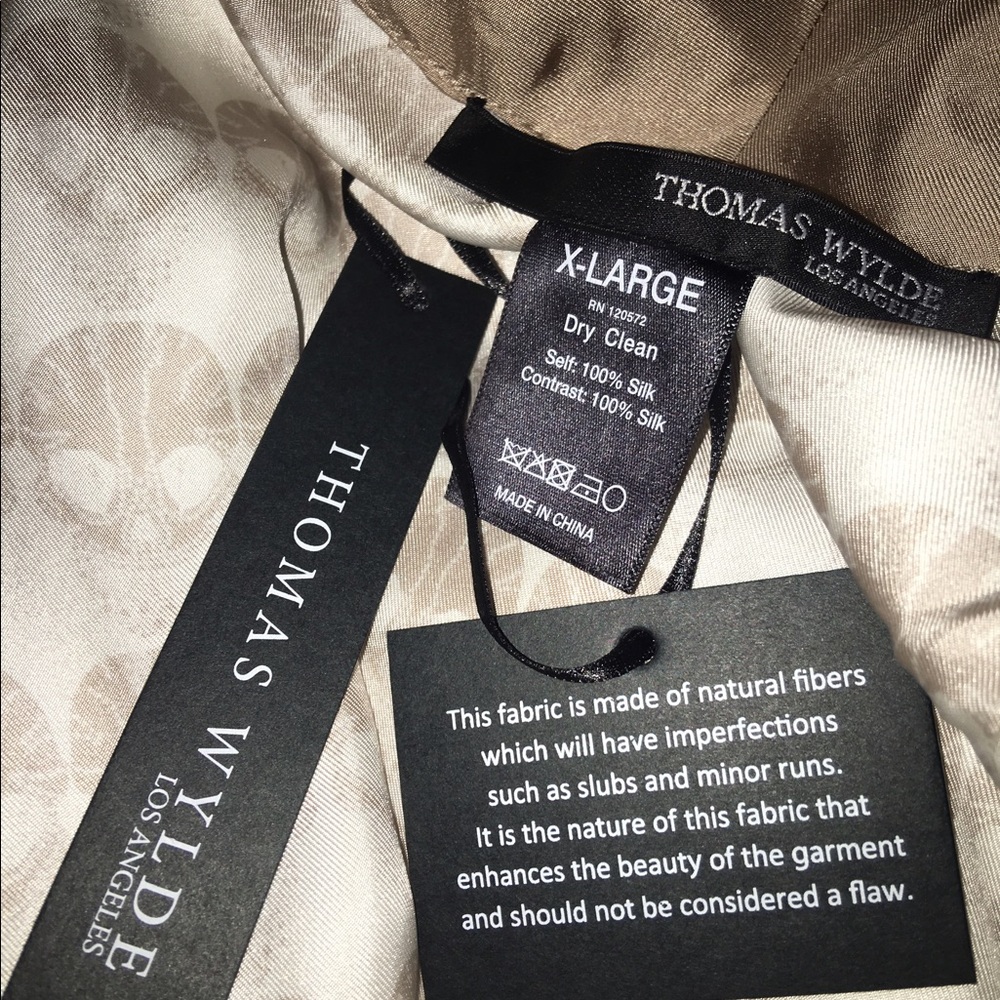 THOMAS WYLDE
LOS ANGELES
X-LARGE
RN 120572
Dry Clean
Self: 100% Silk
Contrast: 100% Silk
MADE IN CHINA
THOMAS WYLDE
LOS ANGELES
This fabric is made of natural fibers
which will have imperfections
such as slubs and minor runs.
It is the nature of this fabric that
enhances the beauty of the garment
and should not be considered a flaw.